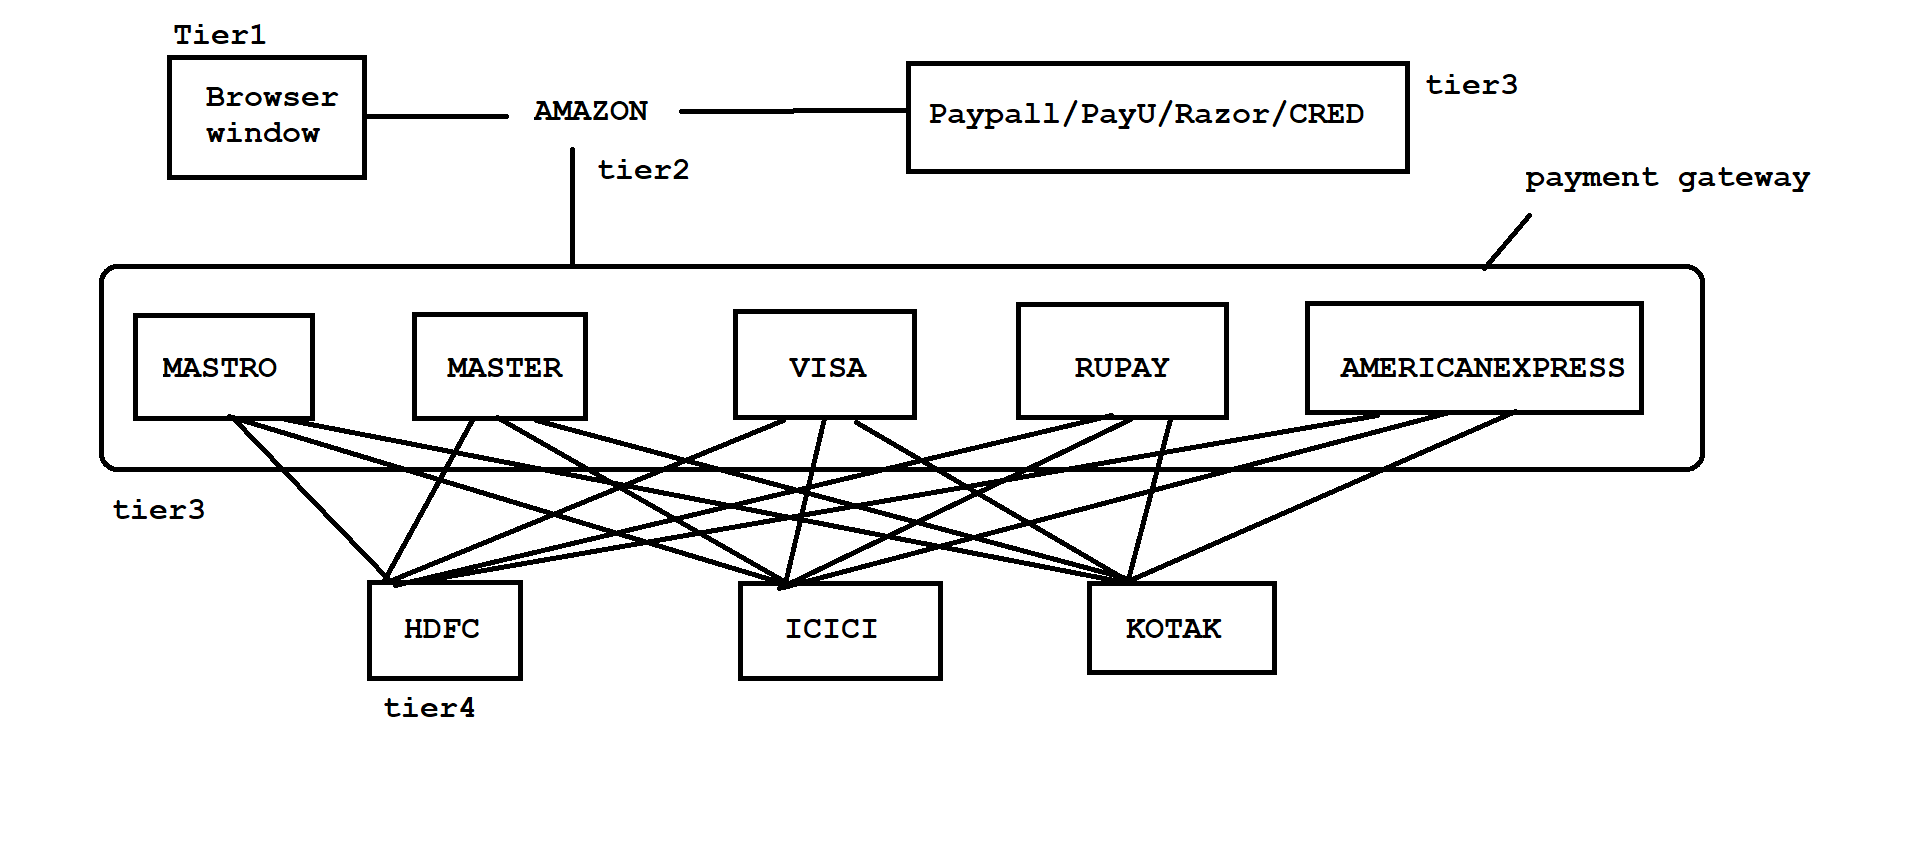 Tier1
Browser
window
AMAZON
tier2
Paypall/PayU/Razor/CRED
tier3
payment gateway
MASTRO
MASTER
VISA
RUPAY
AMERICANEXPRESS
tier3
HDFC
ICICI
KOTAK
tier4